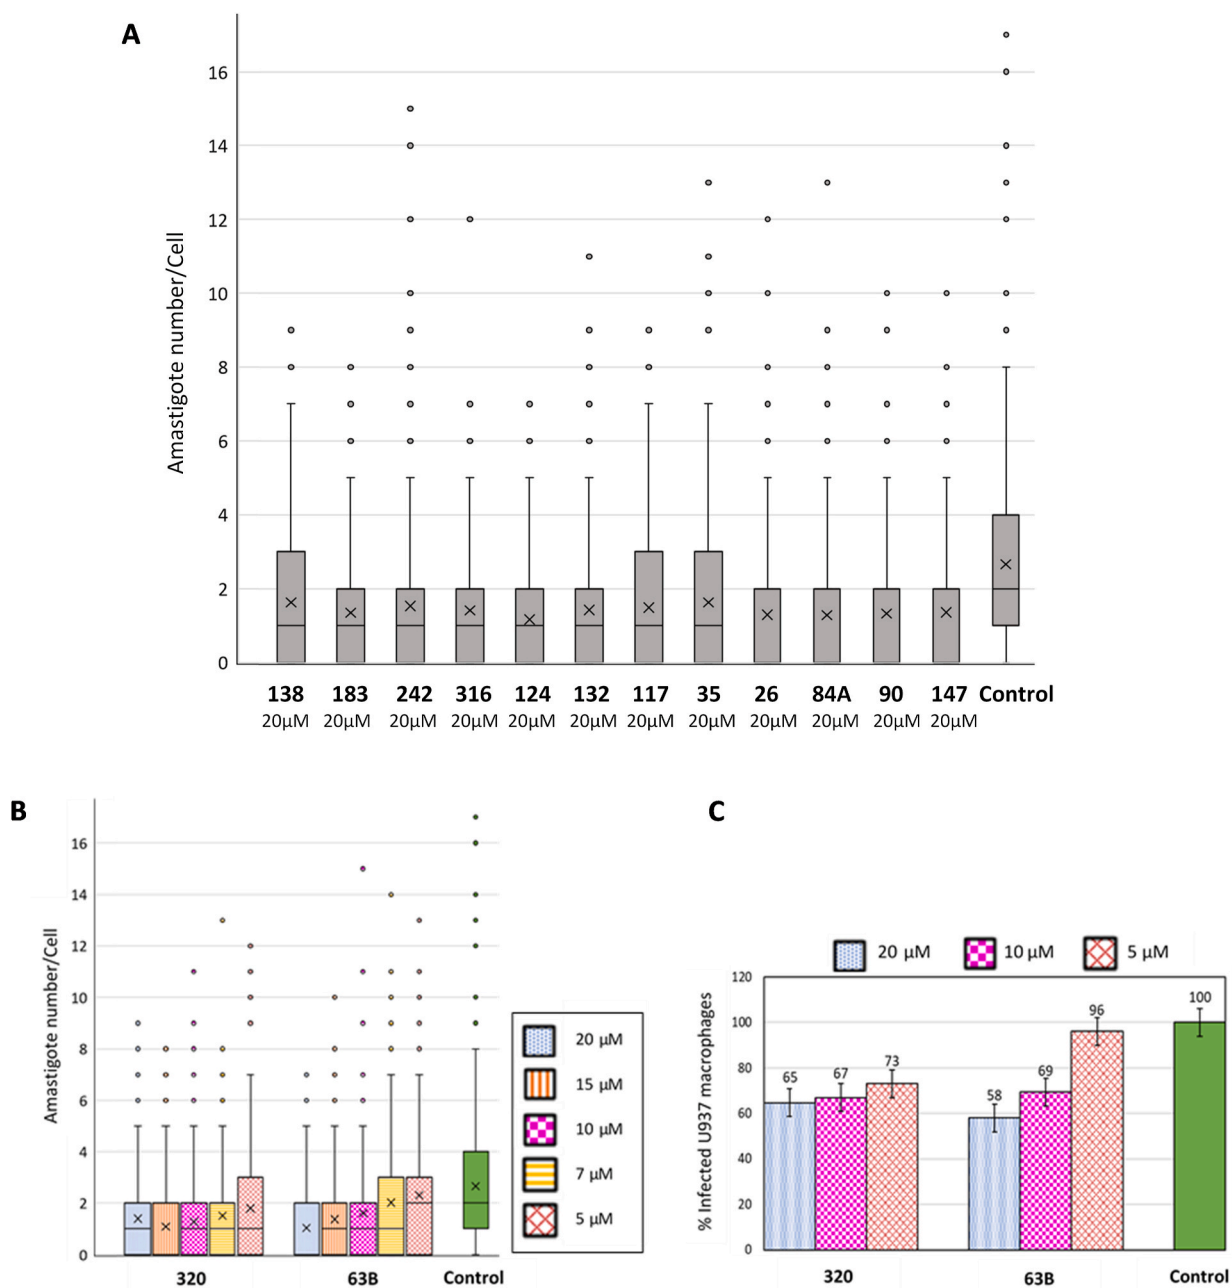 A
Amastigote number/Cell
16
14
12
10
8
6
4
2
0
138 183 242 316 124 132 117 35 26 84A 90 147 Control
20µM 20µM 20µM 20µM 20µM 20µM 20µM 20µM 20µM 20µM 20µM 20µM
B
Amastigote number/Cell
16
14
12
10
8
6
4
2
0
320 63B Control
20 µM
15 µM
10 µM
7 µM
5 µM
C
20 µM 10 µM 5 µM
% Infected U937 macrophages
120
100
80
60
40
20
0
65 67 73 58 69 96 100
320 63B Control